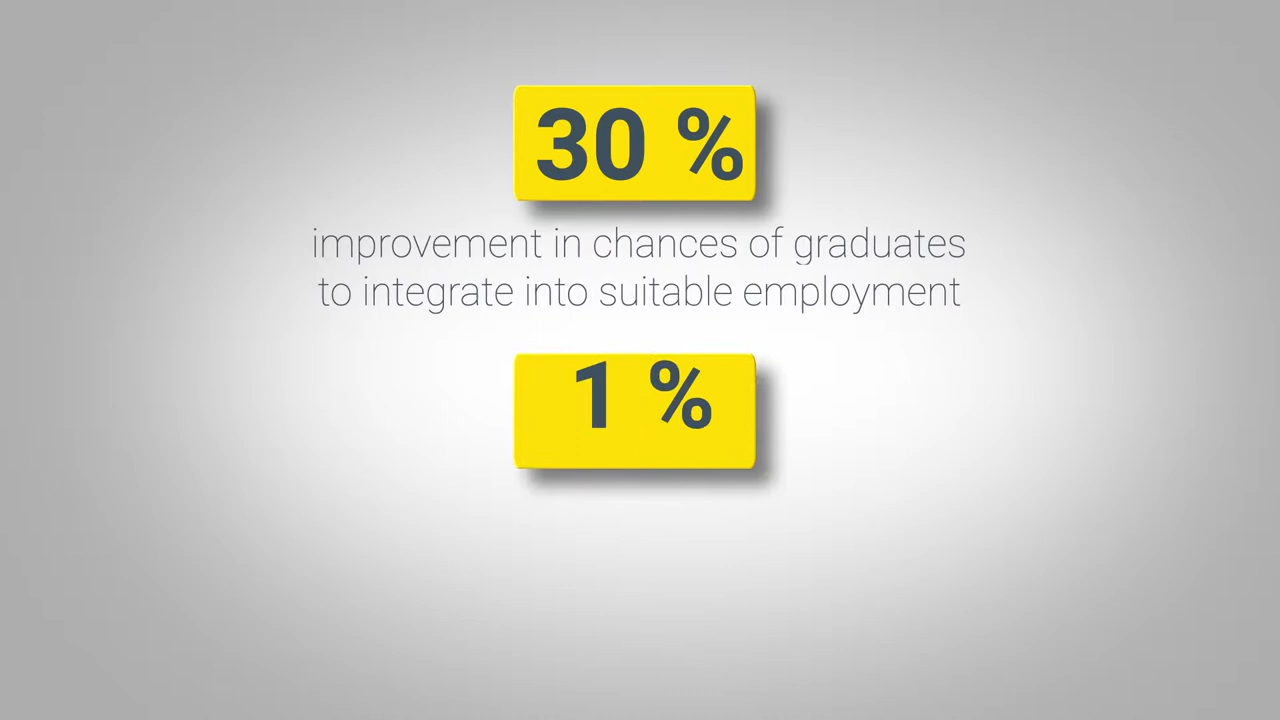 30 %
improvement in chances of graduates
to integrate into suitable employment
1 %